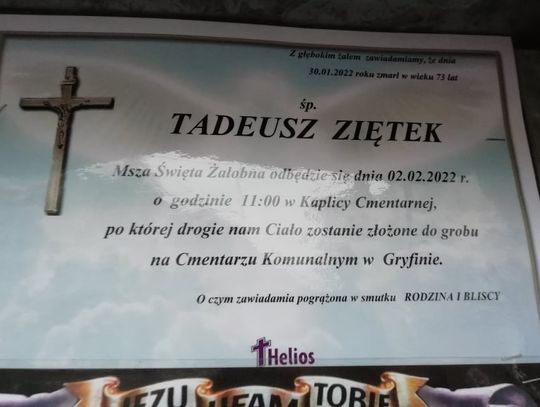 Z głębokim żalem zawiadamiamy, że dnia
30.01.2022 roku zmarł w wieku 73 lat
śp.
TADEUSZ ZIĘTEK
Msza Święta Żałobna odbędzie się dnia 02.02.2022 r.
o godzinie 11:00 w Kaplicy Cmentarnej,
po której drogie nam Ciało zostanie złożone do grobu
na Cmentarzu Komunalnym w Gryfinie.
O czym zawiadamia pogrążona w smutku RODZINA I BLISCY
Helios
JEZU UFAM TOBIE